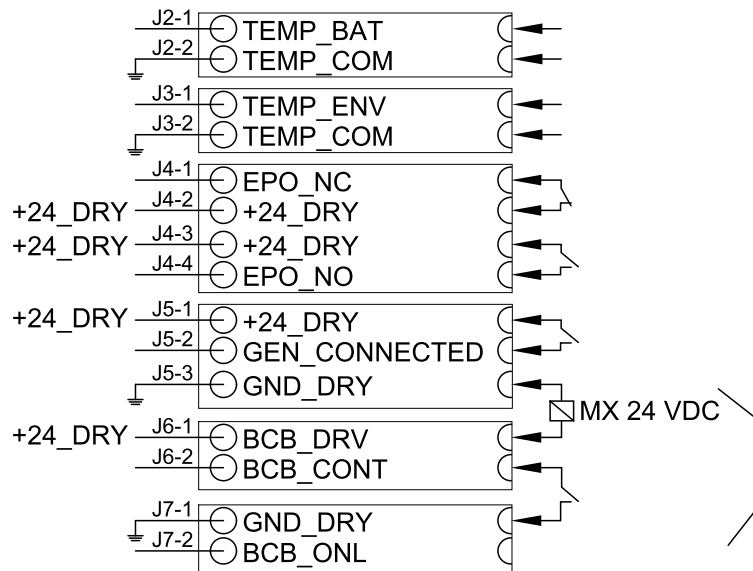 J2-1 TEMP_BAT
J2-2 TEMP_COM
J3-1 TEMP_ENV
J3-2 TEMP_COM
J4-1 EPO_NC
+24_DRY J4-2 +24_DRY
+24_DRY J4-3 +24_DRY
J4-4 EPO_NO
+24_DRY J5-1 +24_DRY
J5-2 GEN_CONNECTED
J5-3 GND_DRY
MX 24 VDC
+24_DRY J6-1 BCB_DRV
J6-2 BCB_CONT
J7-1 GND_DRY
J7-2 BCB_ONL